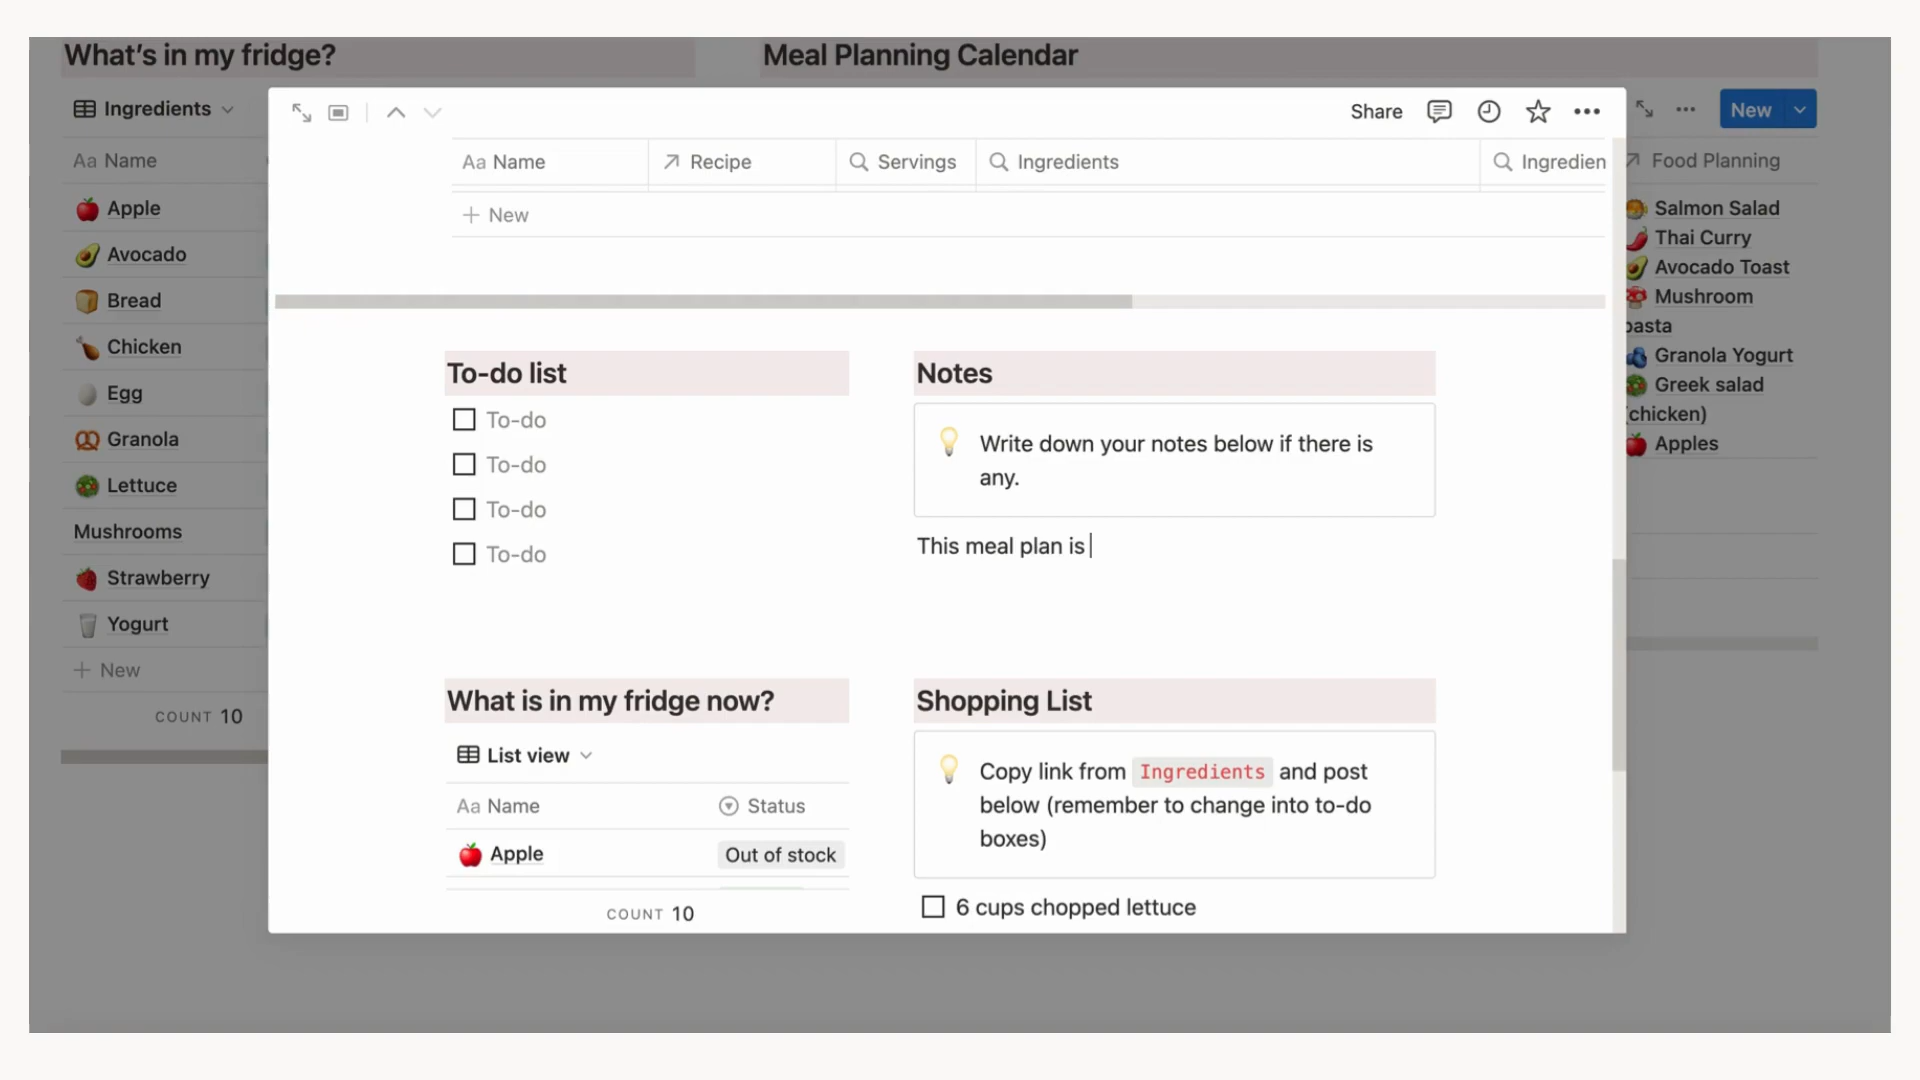 What's in my fridge?
Meal Planning Calendar
Ingredients
New
Aa Name
Apple
Avocado
Bread
Chicken
Egg
Granola
Lettuce
Mushrooms
Strawberry
Yogurt
New
COUNT 10
Share
Aa Name
Recipe
Servings
Ingredients
Ingredien
New
To-do list
To-do
To-do
To-do
To-do
Notes
Write down your notes below if there is
any.
This meal plan is
What is in my fridge now?
List view
Aa Name
Status
Apple
Out of stock
COUNT 10
Shopping List
Copy link from Ingredients and post
below (remember to change into to-do
boxes)
6 cups chopped lettuce
Food Planning
Salmon Salad
Thai Curry
Avocado Toast
Mushroom
pasta
Granola Yogurt
Greek salad
(chicken)
Apples